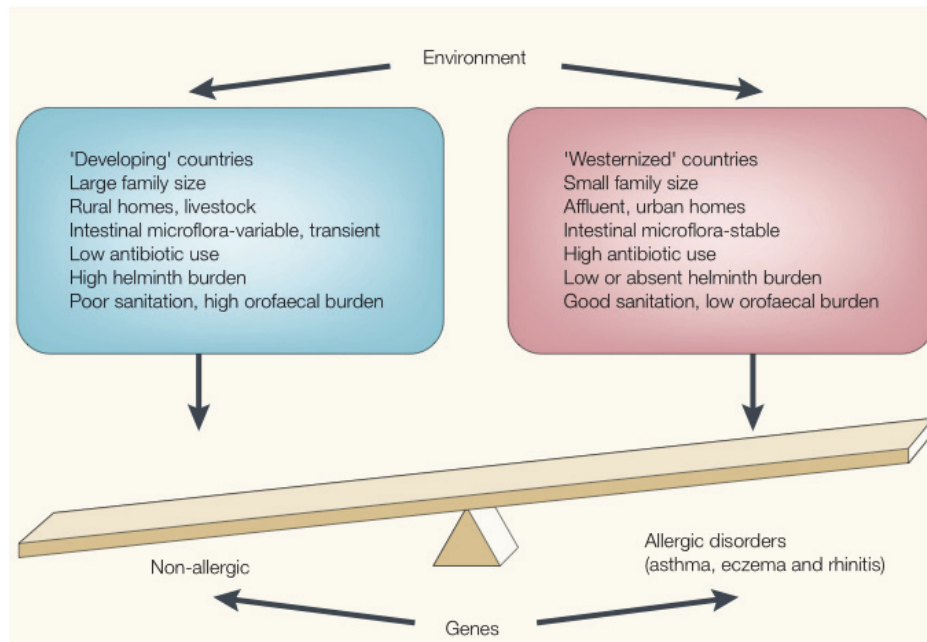 Environment
'Developing' countries
Large family size
Rural homes, livestock
Intestinal microflora-variable, transient
Low antibiotic use
High helminth burden
Poor sanitation, high orofaecal burden
'Westernized' countries
Small family size
Affluent, urban homes
Intestinal microflora-stable
High antibiotic use
Low or absent helminth burden
Good sanitation, low orofaecal burden
Non-allergic
Allergic disorders
(asthma, eczema and rhinitis)
Genes